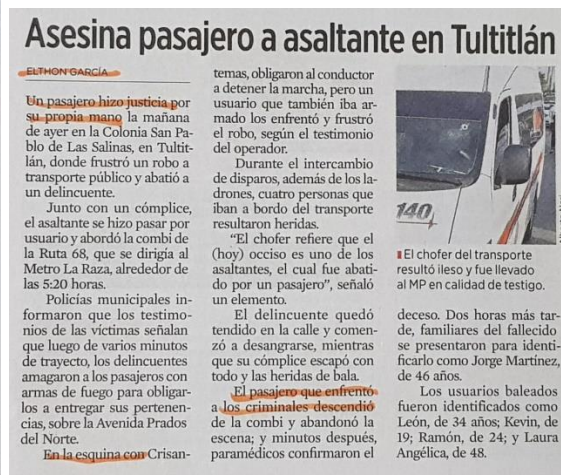 Asesina pasajero a asaltante en Tultitlán
ELTHON GARCÍA
Un pasajero hizo justicia por
su propia mano la mañana
de ayer en la Colonia San Pa-
blo de Las Salinas, en Tultit-
lán, donde frustró un robo a
transporte público y abatió a
un delincuente.
Junto con un cómplice,
el asaltante se hizo pasar por
usuario y abordó la combi de
la Ruta 68, que se dirigía al
Metro La Raza, alrededor de
las 5:20 horas.
Policías municipales in-
formaron que los testimo-
nios de las víctimas señalan
que luego de varios minutos
de trayecto, los delincuentes
amagaron a los pasajeros con
armas de fuego para obligar-
los a entregar sus pertenen-
cias, sobre la Avenida Prados
del Norte.
En la esquina con Crisan-
temas, obligaron al conductor
a detener la marcha, pero un
usuario que también iba ar-
mado los enfrentó y frustró
el robo, según el testimonio
del operador.
Durante el intercambio
de disparos, además de los la-
drones, cuatro personas que
iban a bordo del transporte
resultaron heridas.
"El chofer refiere que el
(hoy) occiso es uno de los
asaltantes, el cual fue abati-
do por un pasajero", señaló
un elemento.
El delincuente quedó
tendido en la calle y comen-
zó a desangrarse, mientras
que su cómplice escapó con
todo y las heridas de bala.
El pasajero que enfrentó
a los criminales descendió
de la combi y abandonó la
escena; y minutos después,
paramédicos confirmaron el
140
El chofer del transporte
resultó ileso y fue llevado
al MP en calidad de testigo.
deceso. Dos horas más tar-
de, familiares del fallecido
se presentaron para identi-
ficarlo como Jorge Martínez,
de 46 años.
Los usuarios baleados
fueron identificados como
León, de 34 años; Kevin, de
19; Ramón, de 24; y Laura
Angélica, de 48.